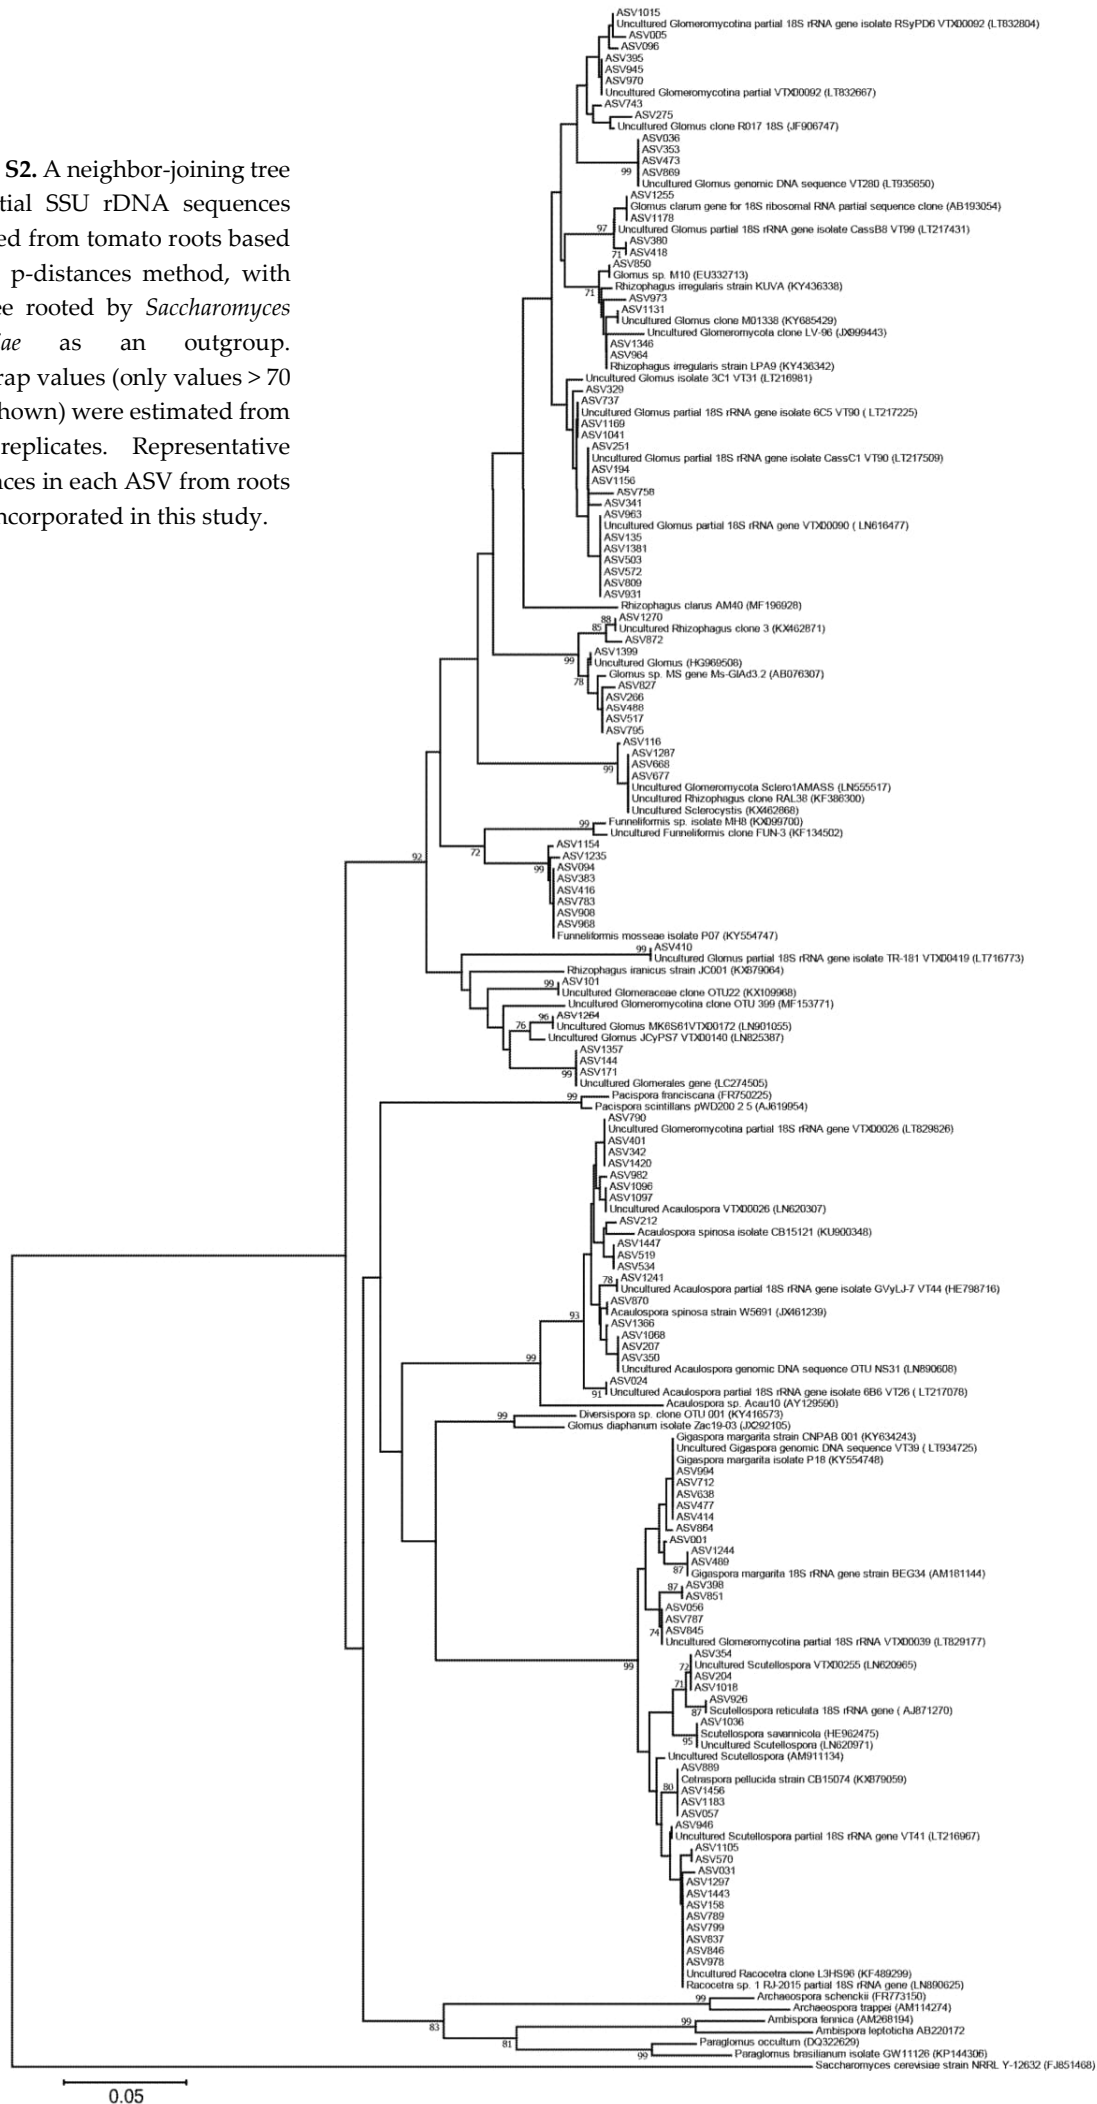 S2. A neighbor-joining tree
tial SSU rDNA sequences
ed from tomato roots based
p-distances method, with
ee rooted by Saccharomyces
iae as an outgroup.
rap values (only values > 70
hown) were estimated from
replicates. Representative
nces in each ASV from roots
incorporated in this study.
ASV1015
Uncultured Glomeromycotina partial 18S rRNA gene isolate RSyPD6 VTX00092 (LT832804)
ASV005
ASV096
ASV395
ASV945
ASV970
Uncultured Glomeromycotina partial VTX00092 (LT832667)
ASV743
ASV275
Uncultured Glomus clone R017 18S (JF906747)
ASV036
ASV353
ASV473
ASV869
99
Uncultured Glomus genomic DNA sequence VT280 (LT935650)
ASV1255
Glomus clarum gene for 18S ribosomal RNA partial sequence clone (AB193054)
ASV1178
97
Uncultured Glomus partial 18S rRNA gene isolate CassB8 VT99 (LT217431)
ASV380
71
ASV418
ASV850
Glomus sp. M10 (EU332713)
71
Rhizophagus irregularis strain KUVA (KY436338)
ASV973
ASV1131
Uncultured Glomus clone M01338 (KY685429)
Uncultured Glomeromycota clone LV-96 (JX999443)
ASV1346
ASV964
Rhizophagus irregularis strain LPA9 (KY436342)
Uncultured Glomus isolate 3C1 VT31 (LT216981)
ASV329
ASV737
Uncultured Glomus partial 18S rRNA gene isolate 6C5 VT90 ( LT217225)
ASV1169
ASV1041
ASV251
Uncultured Glomus partial 18S rRNA gene isolate CassC1 VT90 (LT217509)
ASV194
ASV1156
ASV758
ASV341
ASV963
Uncultured Glomus partial 18S rRNA gene VTX00090 ( LN616477)
ASV135
ASV1381
ASV503
ASV572
ASV809
ASV931
Rhizophagus clarus AM40 (MF196928)
88
ASV1270
85
Uncultured Rhizophagus clone 3 (KX462871)
ASV872
ASV1399
99
Uncultured Glomus (HG969508)
Glomus sp. MS gene Ms-GlAd3.2 (AB076307)
78
ASV827
ASV266
ASV488
ASV517
ASV795
ASV116
ASV1287
ASV668
99
ASV677
Uncultured Glomeromycota Sclero1AMASS (LN555517)
Uncultured Rhizophagus clone RAL38 (KF386300)
Uncultured Sclerocystis (KX462868)
99
Funneliformis sp. isolate MH8 (KX099700)
Uncultured Funneliformis clone FUN-3 (KF134502)
ASV1154
72
92
ASV1235
99
ASV094
ASV383
ASV416
ASV783
ASV908
ASV968
Funneliformis mosseae isolate P07 (KY554747)
99
ASV410
Uncultured Glomus partial 18S rRNA gene isolate TR-181 VTX00419 (LT716773)
Rhizophagus iranicus strain JC001 (KX879064)
99
ASV101
Uncultured Glomeraceae clone OTU22 (KX109968)
Uncultured Glomeromycotina clone OTU 399 (MF153771)
96
ASV1264
76
Uncultured Glomus MK6S61VTX00172 (LN901055)
Uncultured Glomus JCyPS7 VTX00140 (LN825387)
ASV1357
ASV144
99
ASV171
Uncultured Glomerales gene (LC274505)
99
Pacispora franciscana (FR750225)
Pacispora scintillans pWD200 2 5 (AJ619954)
ASV790
Uncultured Glomeromycotina partial 18S rRNA gene VTX00026 (LT829826)
ASV401
ASV342
ASV1420
ASV982
ASV1096
ASV1097
Uncultured Acaulospora VTX00026 (LN620307)
ASV212
Acaulospora spinosa isolate CB15121 (KU900348)
ASV1447
ASV519
ASV534
78
ASV1241
Uncultured Acaulospora partial 18S rRNA gene isolate GVyLJ-7 VT44 (HE798716)
ASV870
93
Acaulospora spinosa strain W5691 (JX461239)
ASV1366
ASV1068
ASV207
99
ASV350
Uncultured Acaulospora genomic DNA sequence OTU NS31 (LN890608)
ASV024
91
Uncultured Acaulospora partial 18S rRNA gene isolate 6B6 VT26 ( LT217078)
Acaulospora sp. Acau10 (AY129590)
99
Diversispora sp. clone OTU 001 (KY416573)
Glomus diaphanum isolate Zac19-03 (JX292105)
Gigaspora margarita strain CNPAB 001 (KY634243)
Uncultured Gigaspora genomic DNA sequence VT39 ( LT934725)
Gigaspora margarita isolate P18 (KY554748)
ASV994
ASV712
ASV638
ASV477
ASV414
ASV864
ASV001
ASV1244
ASV489
87
Gigaspora margarita 18S rRNA gene strain BEG34 (AM181144)
87
ASV398
ASV851
ASV056
ASV787
74
ASV845
Uncultured Glomeromycotina partial 18S rRNA VTX00039 (LT829177)
ASV354
99
72
Uncultured Scutellospora VTX00255 (LN620965)
ASV204
71
ASV1018
ASV926
87
Scutellospora reticulata 18S rRNA gene ( AJ871270)
ASV1036
Scutellospora savannicola (HE962475)
95
Uncultured Scutellospora (LN620971)
Uncultured Scutellospora (AM911134)
ASV889
Cetraspora pellucida strain CB15074 (KX879059)
80
ASV1456
ASV1183
ASV057
ASV946
Uncultured Scutellospora partial 18S rRNA gene VT41 (LT216967)
ASV1105
ASV570
ASV031
ASV1297
ASV1443
ASV158
ASV789
ASV799
ASV837
ASV846
ASV978
Uncultured Racocetra clone L3HS96 (KF489299)
Racocetra sp. 1 RJ-2015 partial 18S rRNA gene (LN890625)
99
Archaeospora schenckii (FR773150)
Archaeospora trappei (AM114274)
83
99
Ambispora fennica (AM268194)
Ambispora leptoticha AB220172
81
Paraglomus occultum (DQ322629)
99
Paraglomus brasilianum isolate GW11126 (KP144306)
Saccharomyces cerevisiae strain NRRL Y-12632 (FJ851468)
0.05